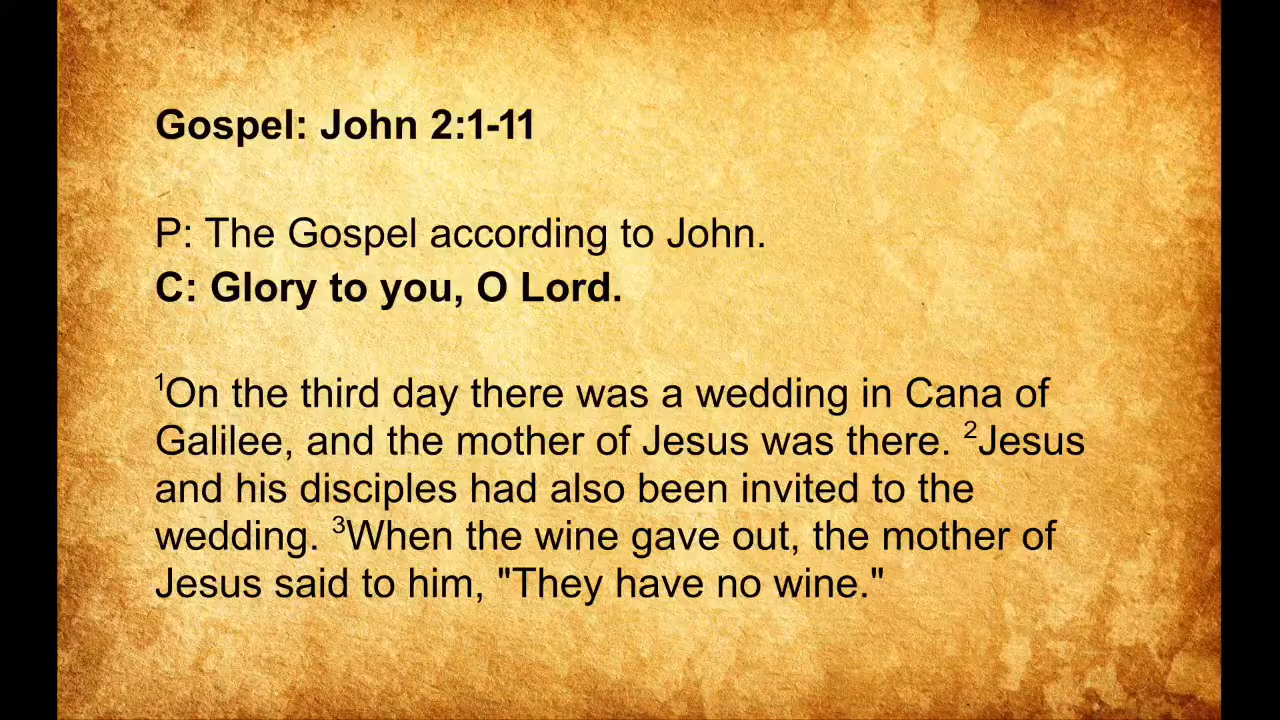 Gospel: John 2:1-11
P: The Gospel according to John.
C: Glory to you, O Lord.
¹On the third day there was a wedding in Cana of
Galilee, and the mother of Jesus was there. ²Jesus
and his disciples had also been invited to the
wedding. ³When the wine gave out, the mother of
Jesus said to him, "They have no wine."